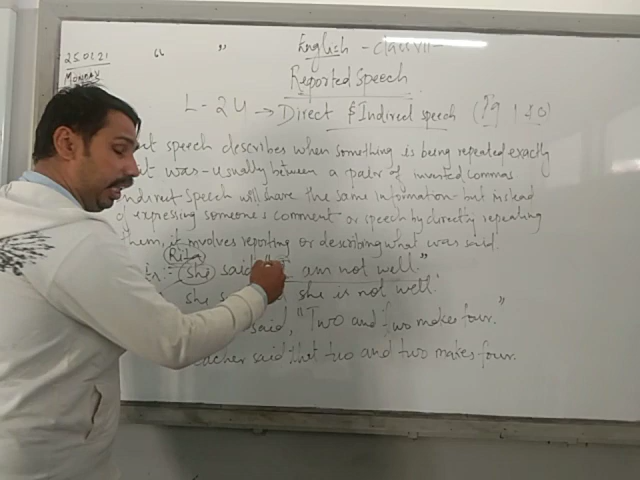 25.01.21
MONDAY
“ ”
English - Class VII -
Reported Speech
L - 24 → Direct & Indirect speech
speech describes when something is being repeated exactly
it was - usually between a pair of inverted commas
Indirect Speech will share the same information - but instead
of expressing someone's comment or speech by directly repeating
them, it involves reporting or describing what was said.
Rita
she said "I am not well."
she she is not well.
said, "Two and two makes four."
teacher said that two and two makes four.